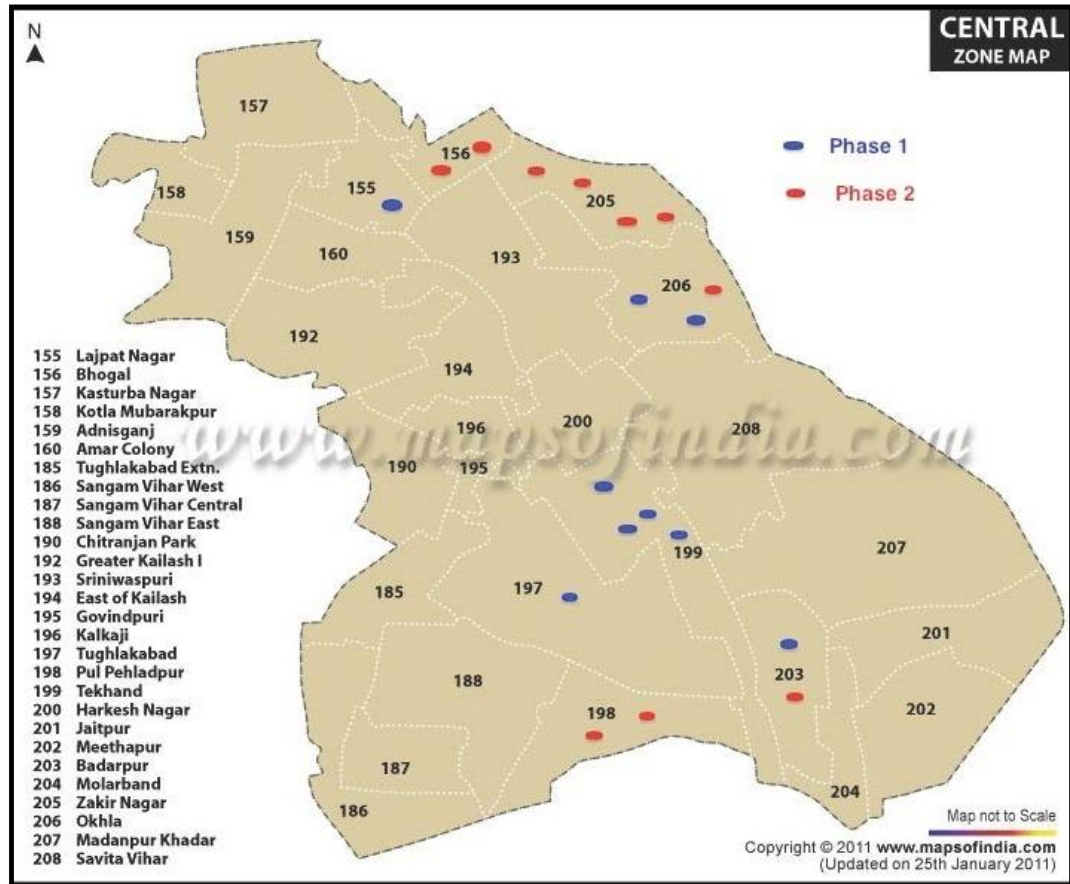 CENTRAL
ZONE MAP
N
157
156
Phase 1
158
155
Phase 2
205
159
160
193
206
192
194
200
196
208
190
195
www.mapsofindia.com
199
207
197
185
201
203
188
198
202
187
204
186
155 Lajpat Nagar
156 Bhogal
157 Kasturba Nagar
158 Kotla Mubarakpur
159 Adnisganj
160 Amar Colony
185 Tughlakabad Extn.
186 Sangam Vihar West
187 Sangam Vihar Central
188 Sangam Vihar East
190 Chitranjan Park
192 Greater Kailash I
193 Sriniwaspuri
194 East of Kailash
195 Govindpuri
196 Kalkaji
197 Tughlakabad
198 Pul Pehladpur
199 Tekhand
200 Harkesh Nagar
201 Jaitpur
202 Meethapur
203 Badarpur
204 Molarband
205 Zakir Nagar
206 Okhla
207 Madanpur Khadar
208 Savita Vihar
Map not to Scale
Copyright © 2011 www.mapsofindia.com
(Updated on 25th January 2011)